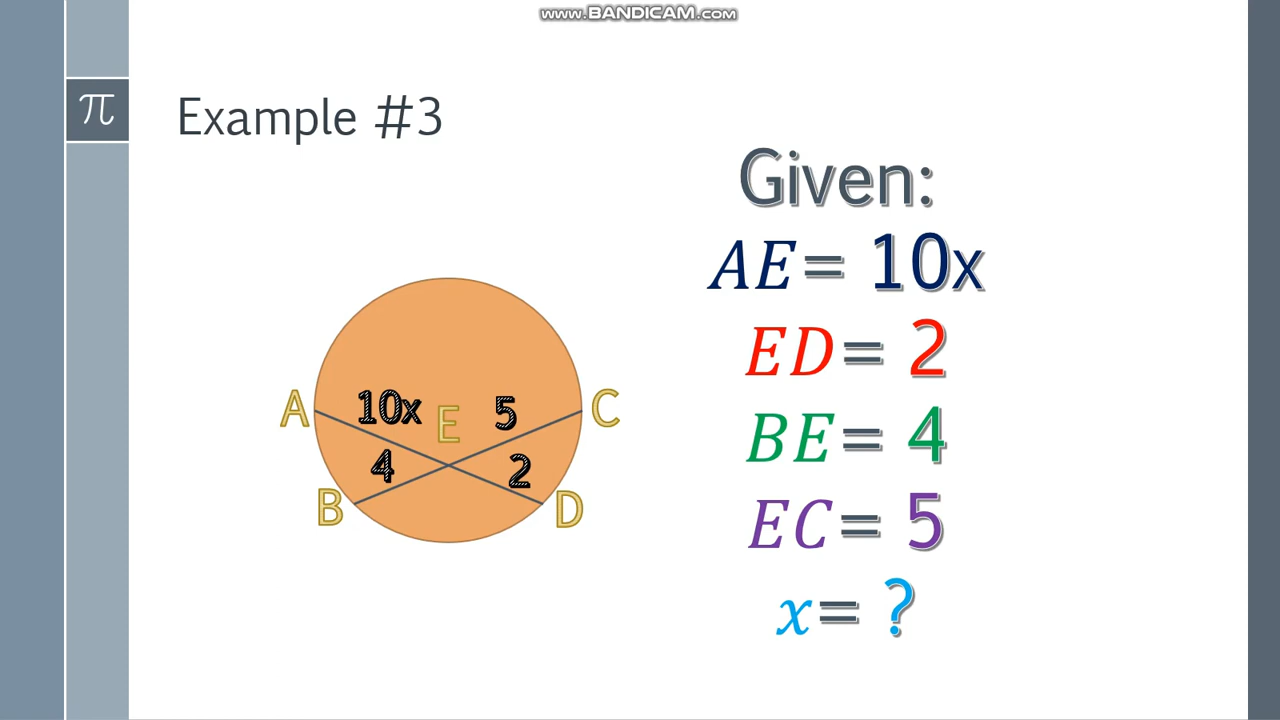 www.BANDICAM.com
π
Example #3
Given:
AE= 10x
ED= 2
BE= 4
EC= 5
x= ?
A 10x E 5 C
4 2
B D